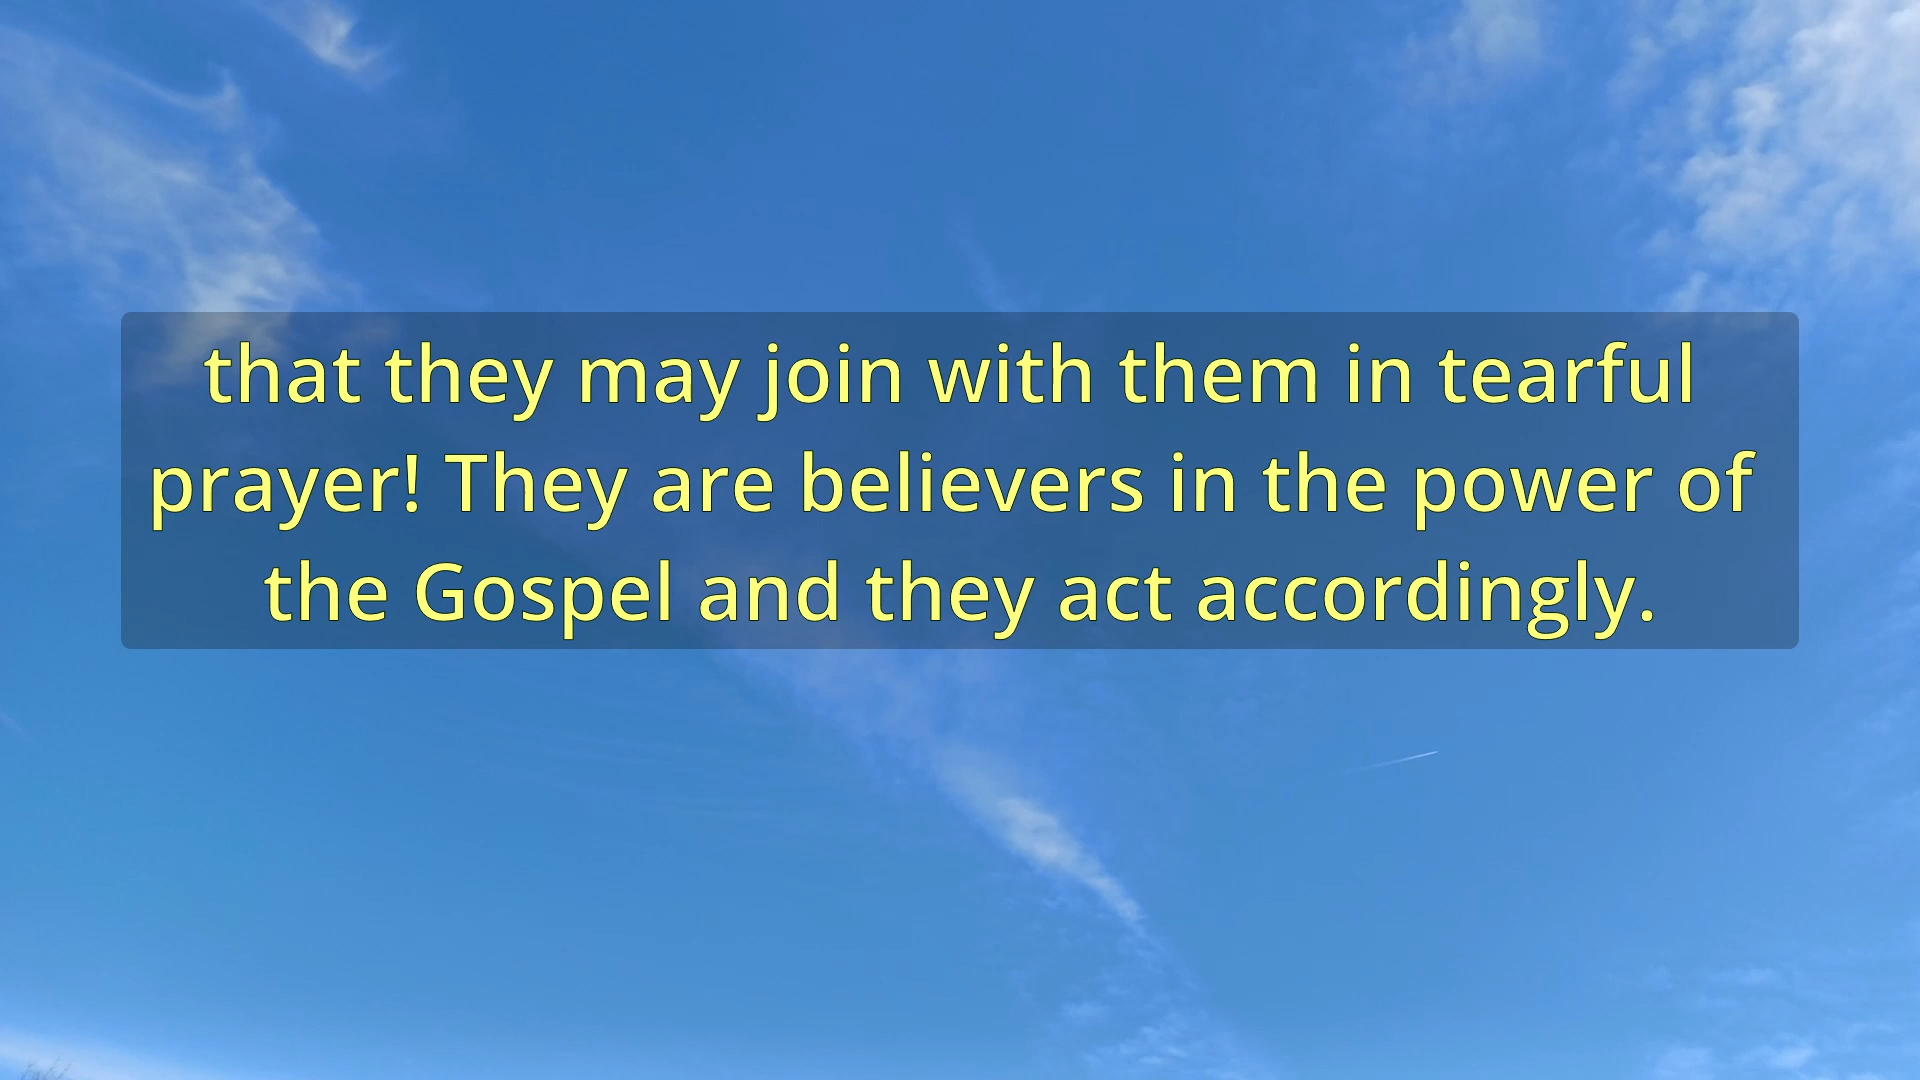 that they may join with them in tearful
prayer! They are believers in the power of
the Gospel and they act accordingly.